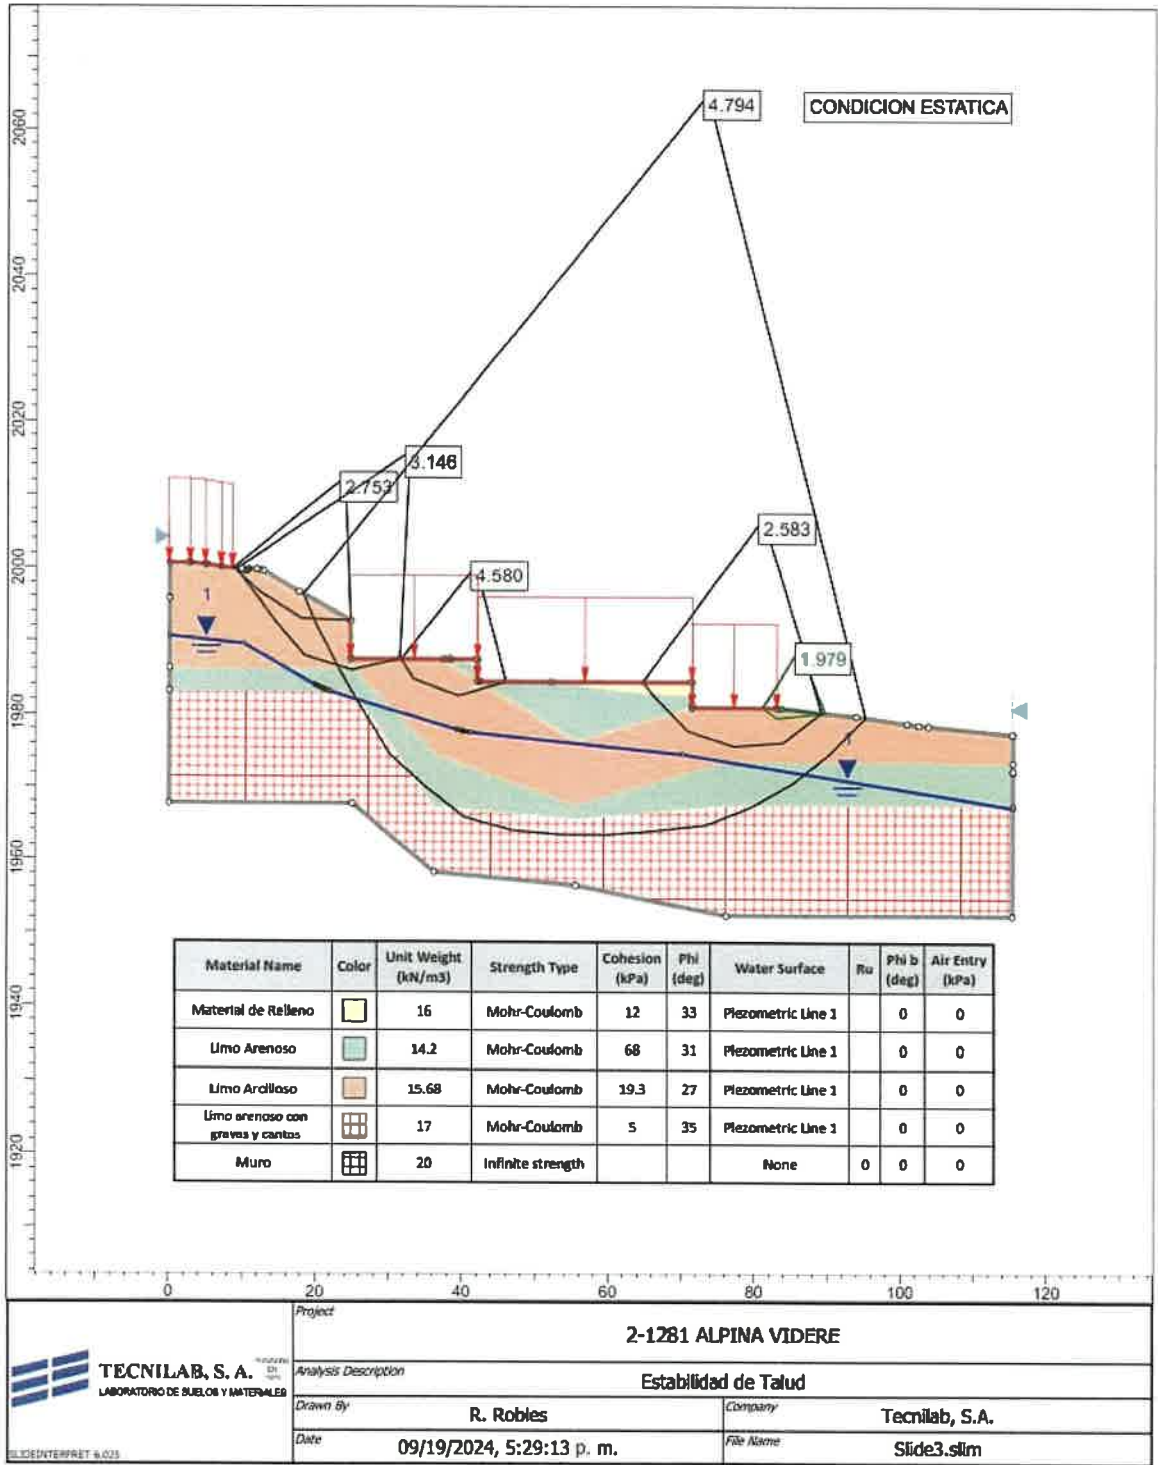 4.794
CONDICION ESTATICA
2060
2040
2020
2000
1980
1960
1940
1920
3.146
2.753
4.580
2.583
1.979
1
1
Material Name Color Unit Weight (kN/m3) Strength Type Cohesion (kPa) Phi (deg) Water Surface Ru Phi b (deg) Air Entry (kPa)
Material de Relleno 16 Mohr-Coulomb 12 33 Piezometric Line 1 0 0
Limo Arenoso 14.2 Mohr-Coulomb 68 31 Piezometric Line 1 0 0
Limo Arcilloso 15.68 Mohr-Coulomb 19.3 27 Piezometric Line 1 0 0
Limo arenoso con gravas y cantos 17 Mohr-Coulomb 5 35 Piezometric Line 1 0 0
Muro 20 Infinite strength None 0 0 0
0 20 40 60 80 100 120
TECNILAB, S. A.
LABORATORIO DE SUELOS Y MATERIALES
SLIDEINTERPRET 6.025
Project
2-1281 ALPINA VIDERE
Analysis Description
Estabilidad de Talud
Drawn By
R. Robles
Company
Tecnilab, S.A.
Date
09/19/2024, 5:29:13 p. m.
File Name
Slide3.slim